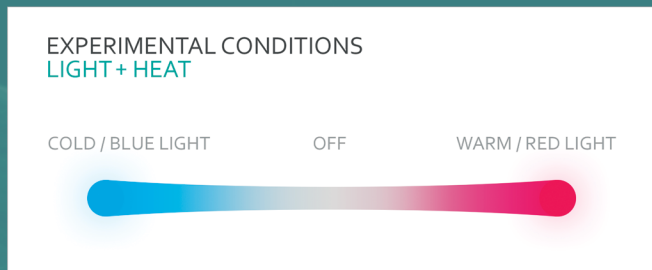 EXPERIMENTAL CONDITIONS
LIGHT + HEAT
COLD / BLUE LIGHT OFF WARM / RED LIGHT